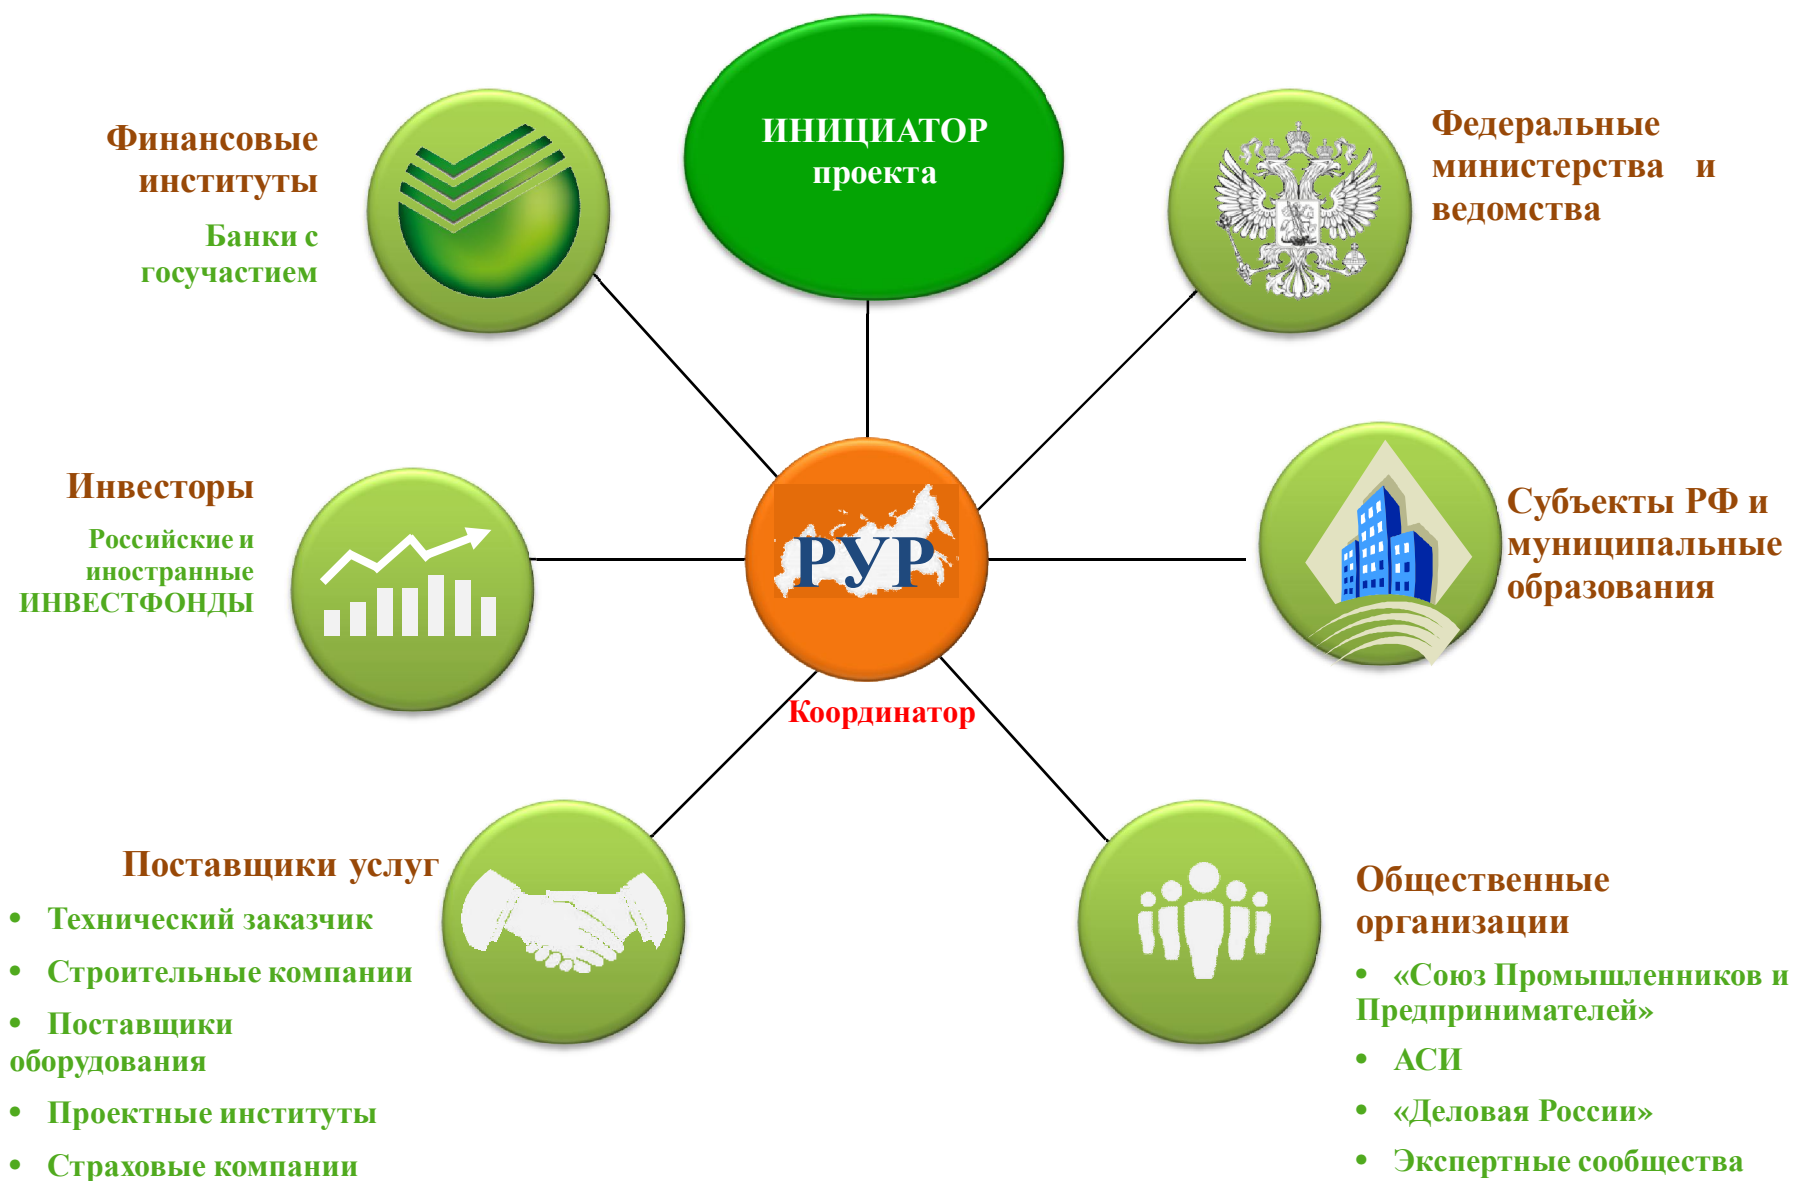 ИНИЦИАТОР
проекта
Финансовые
институты
Банки с
госучастием
Федеральные
министерства и
ведомства
Инвесторы
Российские и
иностранные
ИНВЕСТФОНДЫ
РУР
Координатор
Субъекты РФ и
муниципальные
образования
Поставщики услуг
• Технический заказчик
• Строительные компании
• Поставщики
оборудования
• Проектные институты
• Страховые компании
Общественные
организации
• «Союз Промышленников и
Предпринимателей»
• АСИ
• «Деловая России»
• Экспертные сообщества